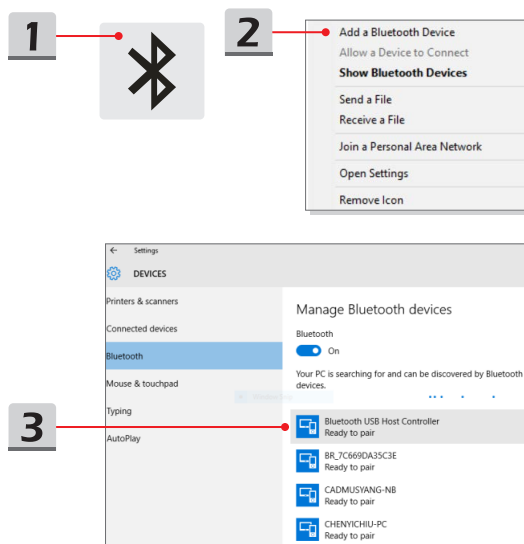 1
2
Add a Bluetooth Device
Allow a Device to Connect
Show Bluetooth Devices
Send a File
Receive a File
Join a Personal Area Network
Open Settings
Remove Icon
Settings
DEVICES
Printers & scanners
Connected devices
Bluetooth
Mouse & touchpad
Typing
AutoPlay
Manage Bluetooth devices
Bluetooth
On
Your PC is searching for and can be discovered by Bluetooth
devices.
3
Bluetooth USB Host Controller
Ready to pair
BR_7C669DA35C3E
Ready to pair
CADMUSYANG-NB
Ready to pair
CHENYICHIU-PC
Ready to pair